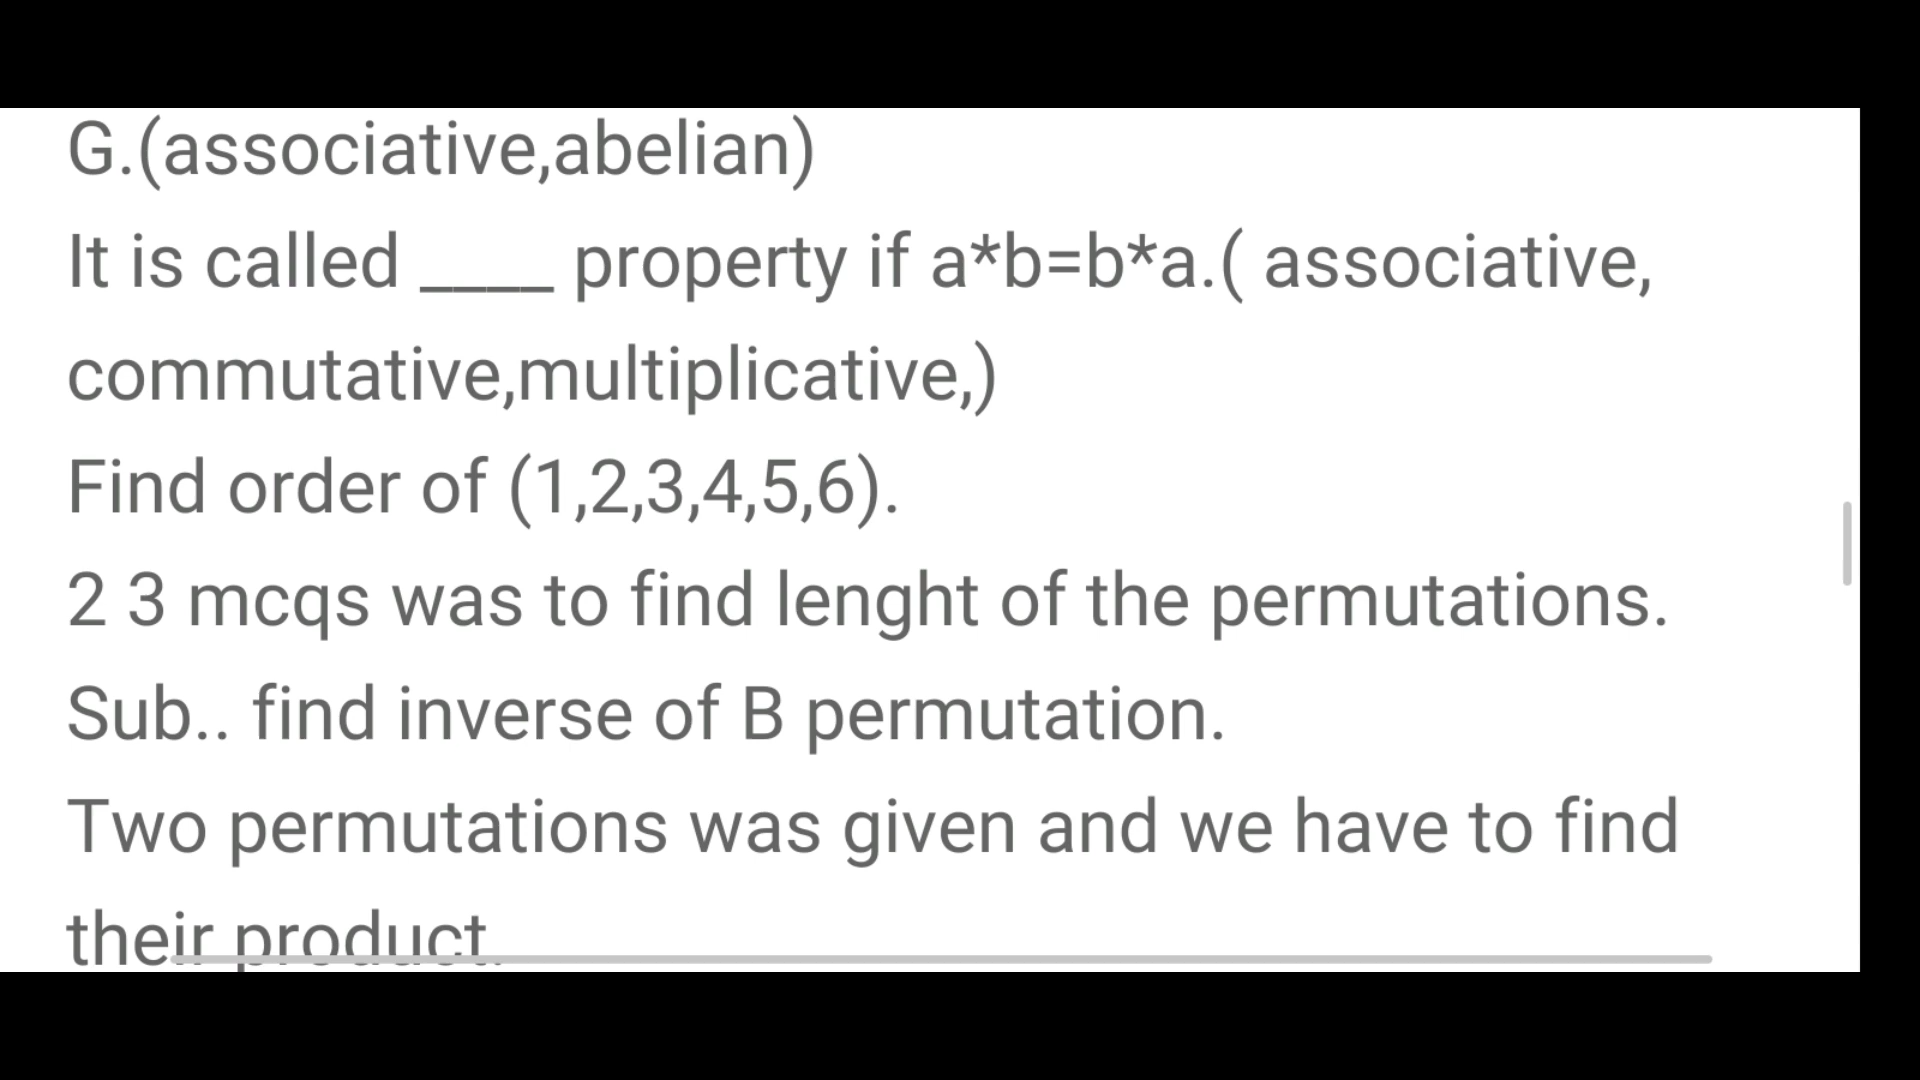 G.(associative,abelian)
It is called ____ property if a*b=b*a.( associative,
commutative,multiplicative,)
Find order of (1,2,3,4,5,6).
2 3 mcqs was to find lenght of the permutations.
Sub.. find inverse of B permutation.
Two permutations was given and we have to find
their product.